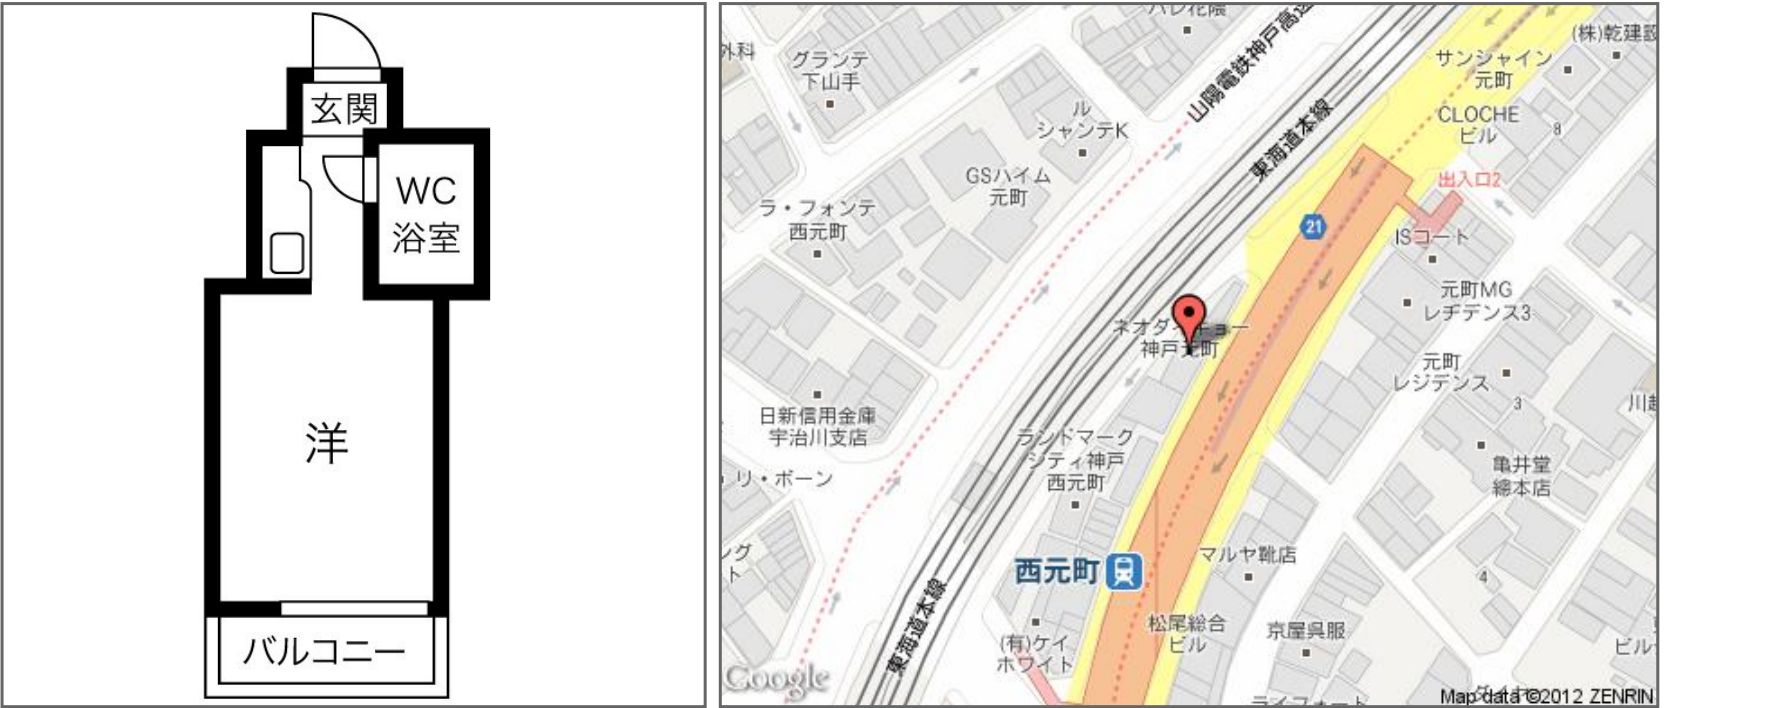 玄関
WC
浴室
洋
バルコニー
外科
グランテ
下山手
ル
シャンテK
GSハイム
元町
ラ・フォンテ
西元町
山陽電鉄神戸高速
東海道本線
サンシャイン
元町
(株)乾建設
CLOCHE
ビル
8
出入口2
21
ISコート
元町MG
レヂデンス3
神戸元町
元町
レジデンス
3
日新信用金庫
宇治川支店
ランドマーク
シティ神戸
西元町
リ・ボーン
亀井堂
總本店
マルヤ靴店
4
西元町
松尾総合
ビル
京屋呉服
(有)ケイ
ホワイト
東海道本線
Google
Map data ©2012 ZENRIN